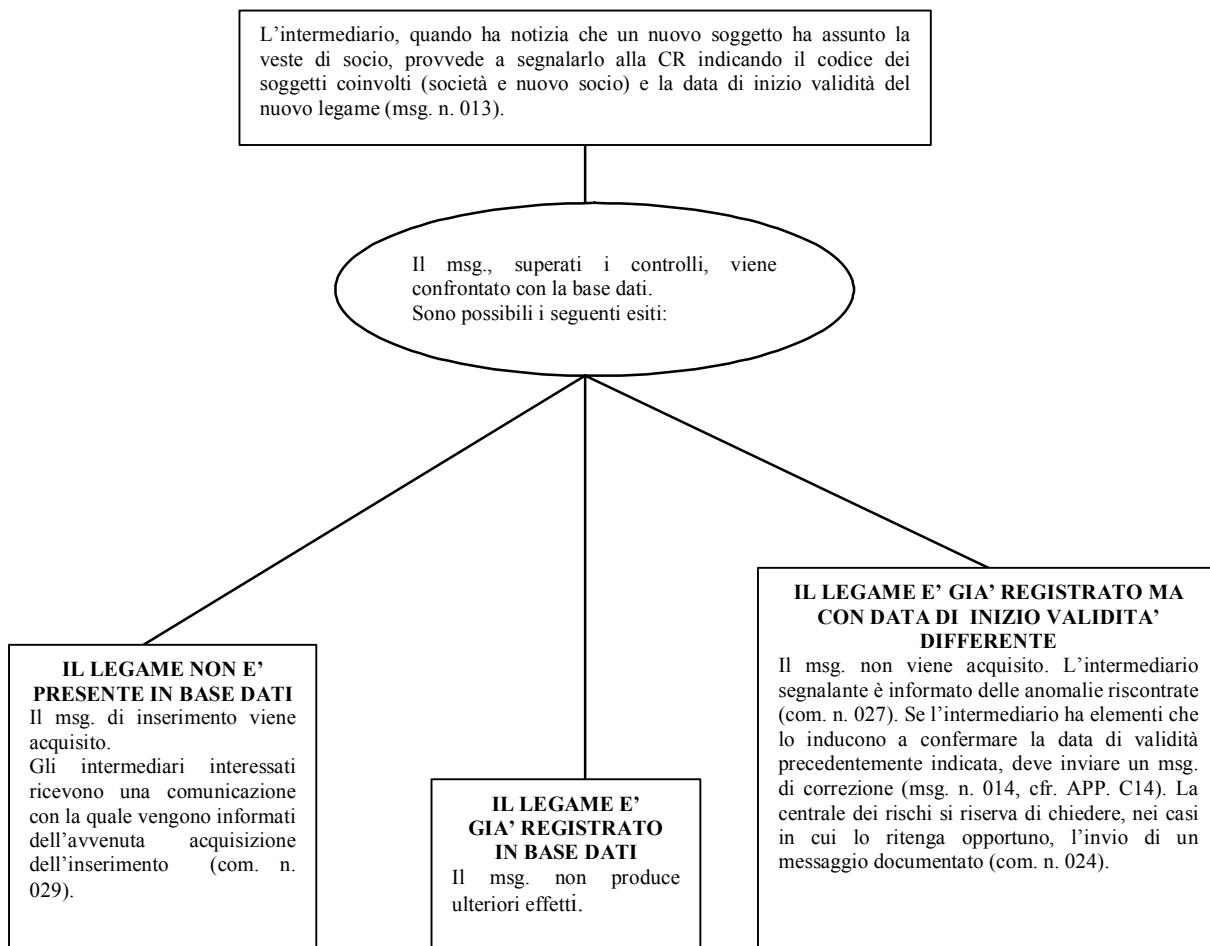 L’intermediario, quando ha notizia che un nuovo soggetto ha assunto la
veste di socio, provvede a segnalarlo alla CR indicando il codice dei
soggetti coinvolti (società e nuovo socio) e la data di inizio validità del
nuovo legame (msg. n. 013).
Il msg., superati i controlli, viene
confrontato con la base dati.
Sono possibili i seguenti esiti:
IL LEGAME NON E’
PRESENTE IN BASE DATI
Il msg. di inserimento viene
acquisito.
Gli intermediari interessati
ricevono una comunicazione
con la quale vengono informati
dell’avvenuta acquisizione
dell’inserimento (com. n.
029).
IL LEGAME E’
GIA’ REGISTRATO
IN BASE DATI
Il msg. non produce
ulteriori effetti.
IL LEGAME E’ GIA’ REGISTRATO MA
CON DATA DI INIZIO VALIDITA’
DIFFERENTE
Il msg. non viene acquisito. L’intermediario
segnalante è informato delle anomalie riscontrate
(com. n. 027). Se l’intermediario ha elementi che
lo inducono a confermare la data di validità
precedentemente indicata, deve inviare un msg.
di correzione (msg. n. 014, cfr. APP. C14). La
centrale dei rischi si riserva di chiedere, nei casi
in cui lo ritenga opportuno, l’invio di un
messaggio documentato (com. n. 024).